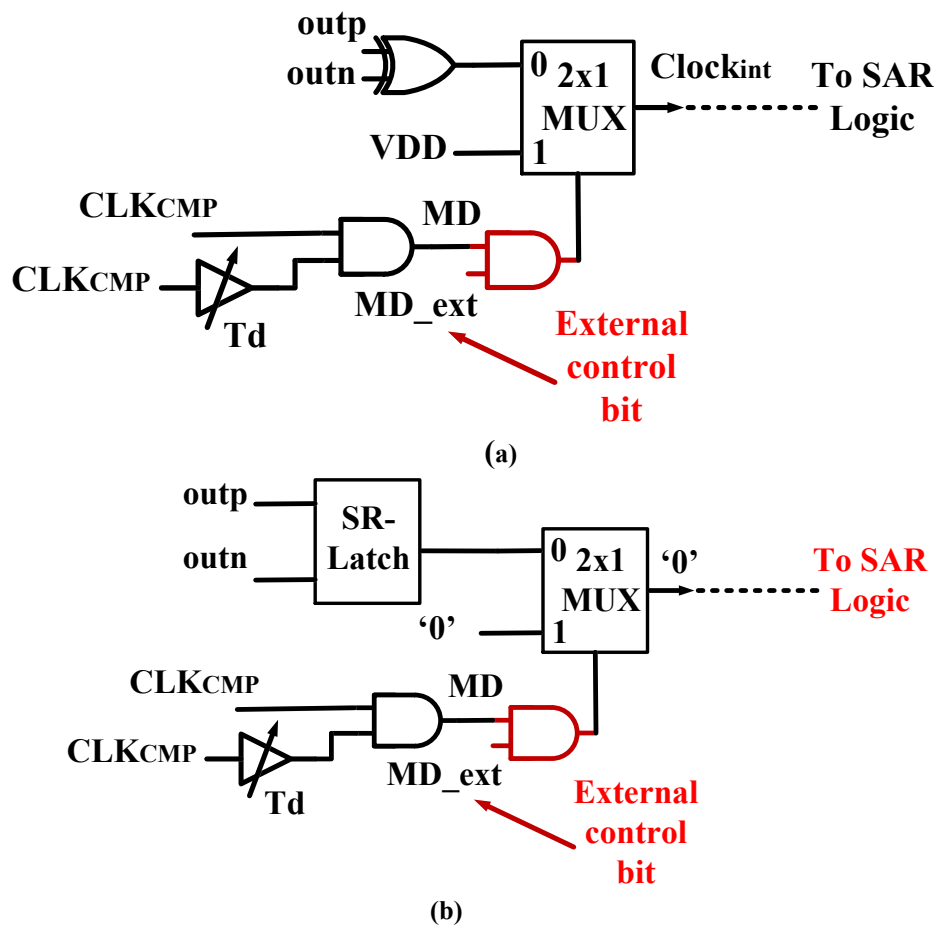 outp
outn
0
2x1
MUX
1
Clockint
To SAR
Logic
VDD
CLKCMP
MD
CLKCMP
Td
MD_ext
External
control
bit
(a)
outp
outn
SR-
Latch
0
2x1
MUX
1
‘0’
To SAR
Logic
‘0’
CLKCMP
MD
CLKCMP
Td
MD_ext
External
control
bit
(b)